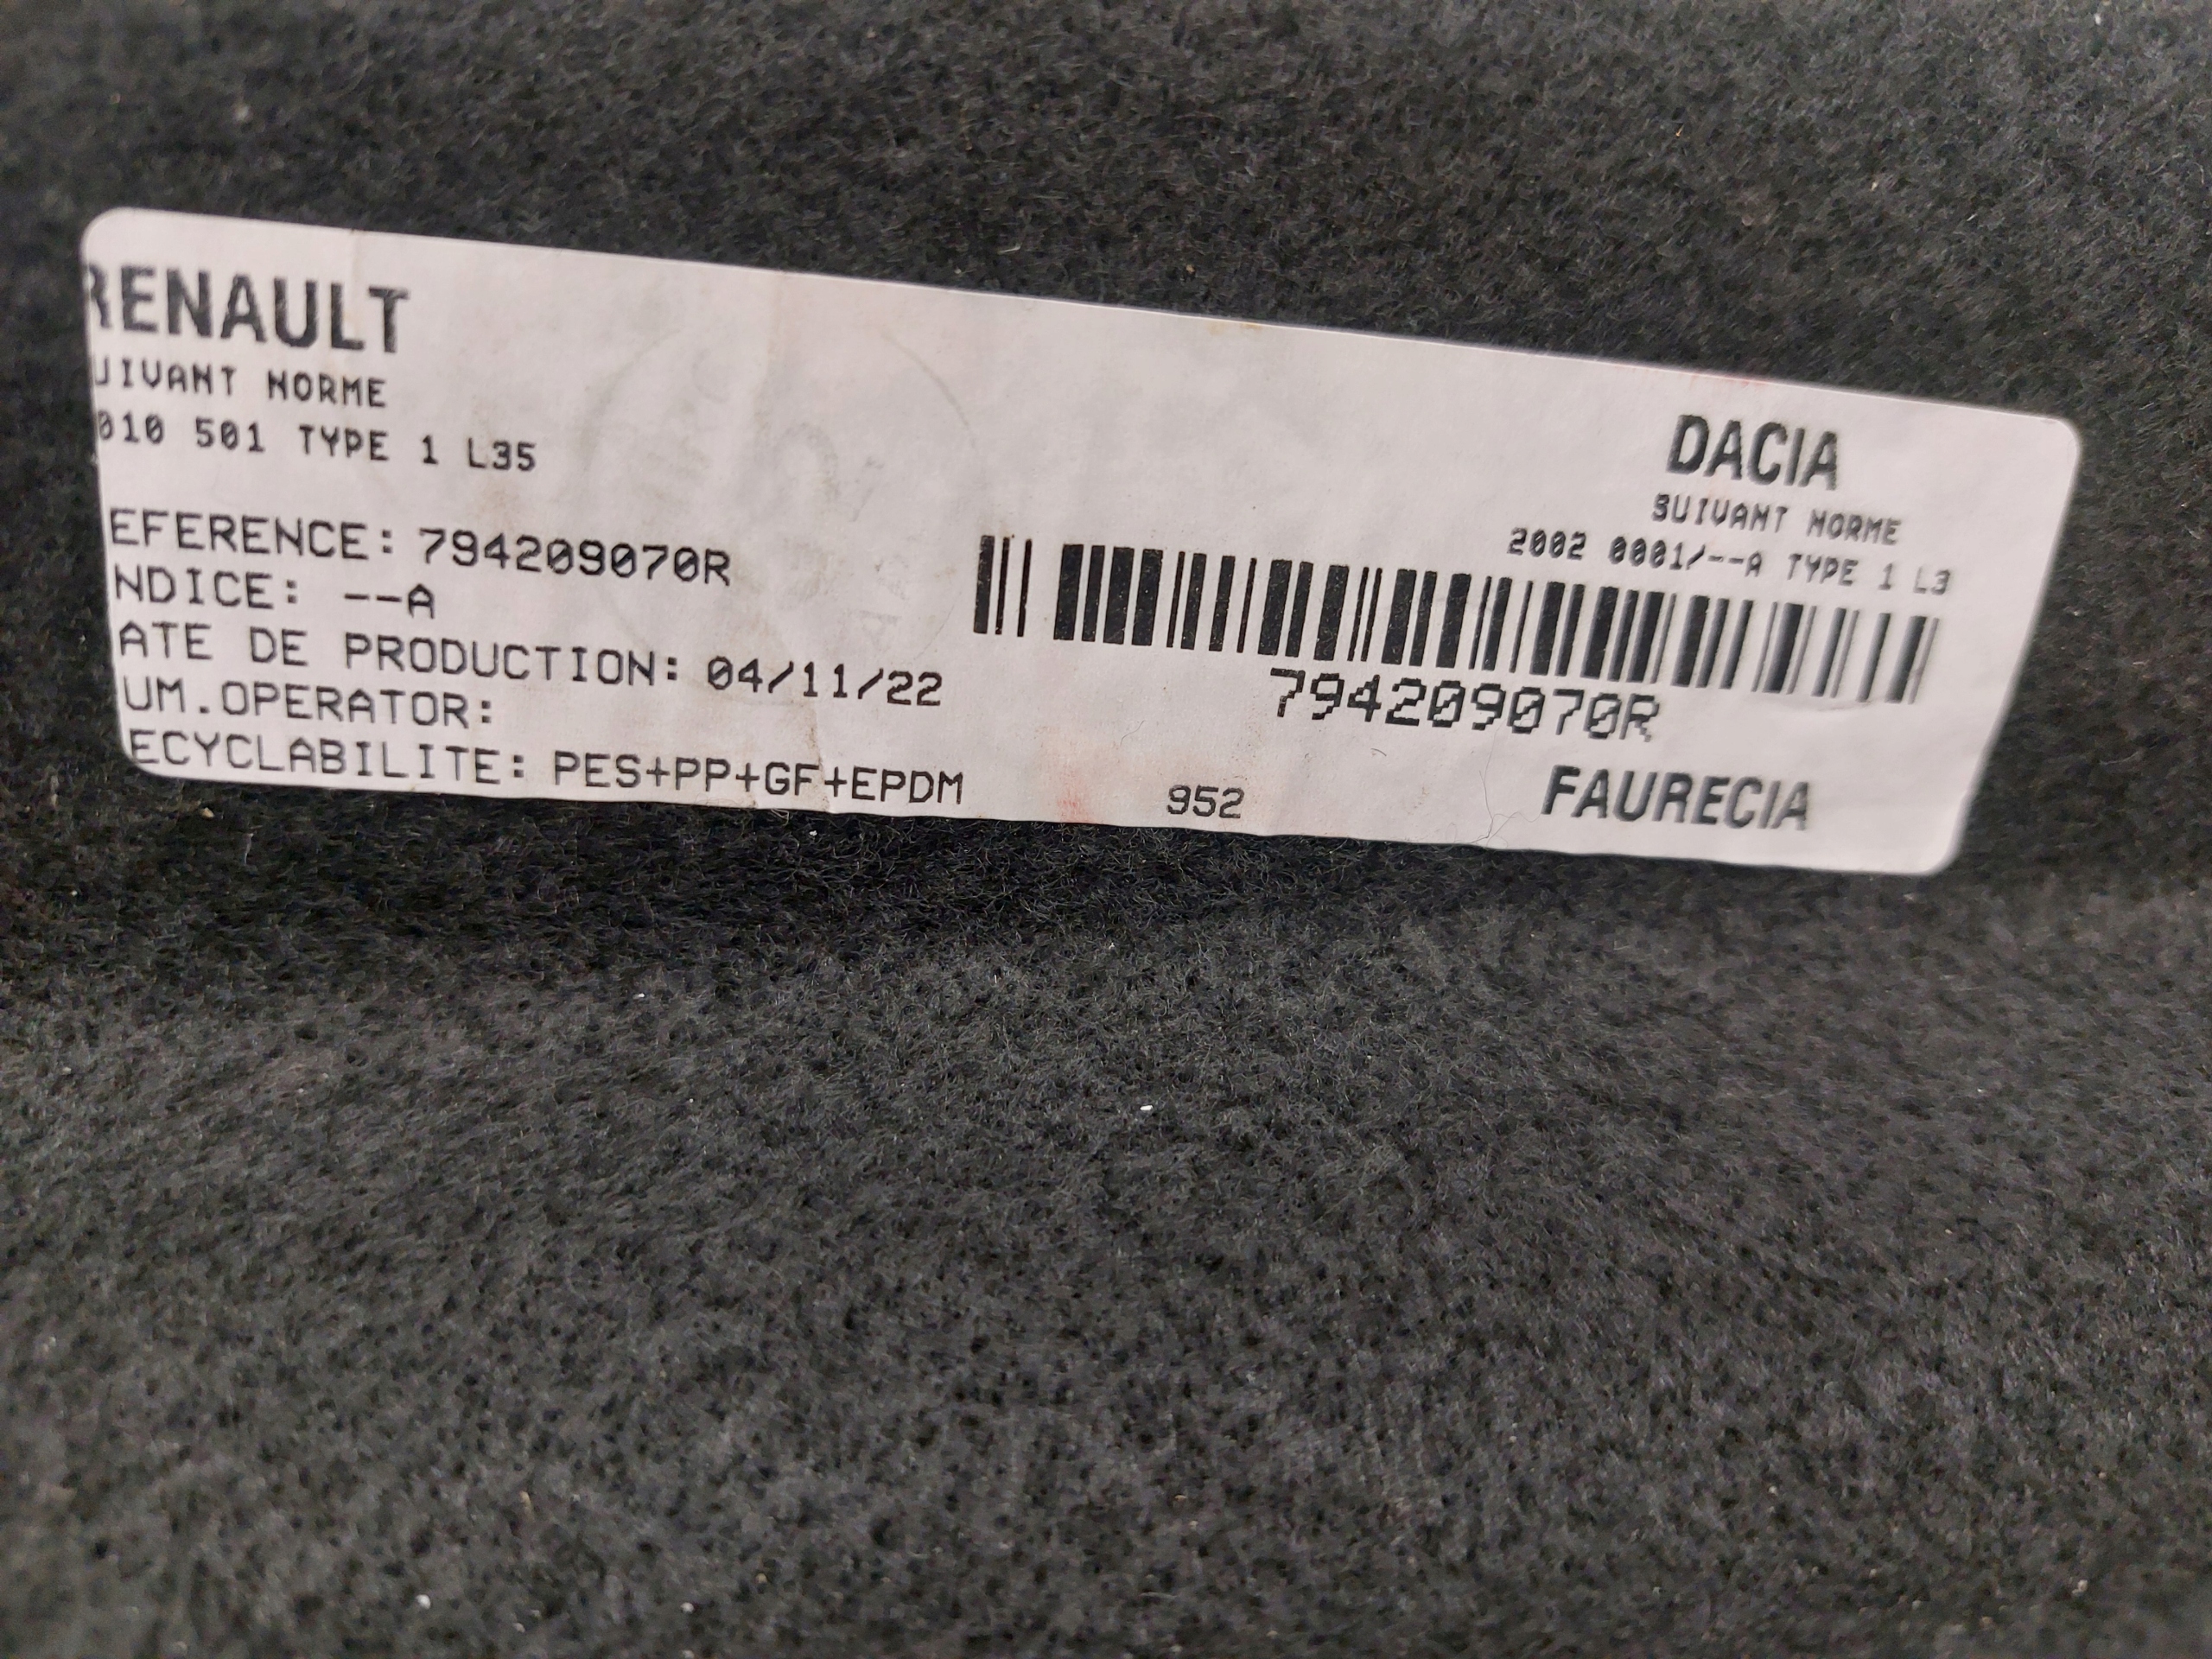 RENAULT
UIVANT NORME
010 501 TYPE 1 L35
EFERENCE: 794209070R
NDICE: --A
ATE DE PRODUCTION: 04/11/22
UM.OPERATOR:
ECYCLABILITE: PES+PP+GF+EPDM
952
DACIA
SUIVANT NORME
2002 0001/--A TYPE 1 L3
794209070R
FAURECIA